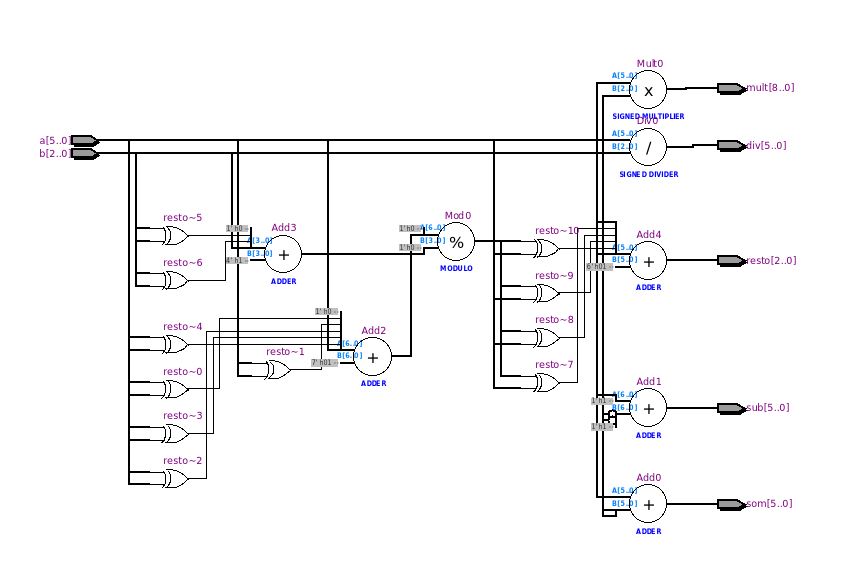 Mult0
A[5..0]
B[2..0]
x
mult[8..0]
SIGNED MULTIPLIER
Div0
a[5..0]
A[5..0]
b[2..0]
B[2..0]
/
div[5..0]
SIGNED DIVIDER
resto~5
1'h0
Add3
A[3..0]
B[3..0]
4'h1
+
ADDER
resto~6
Mod0
1'h0
A[6..0]
B[3..0]
1'h0
%
MODULO
resto~10
Add4
A[5..0]
B[5..0]
6'h01
+
resto[2..0]
ADDER
resto~9
resto~8
resto~7
resto~4
1'h0
Add2
A[6..0]
B[6..0]
7'h01
+
ADDER
resto~1
resto~0
resto~3
resto~2
Add1
A[6..0]
1'h1
B[6..0]
1'h1
+
sub[5..0]
ADDER
Add0
A[5..0]
B[5..0]
+
som[5..0]
ADDER